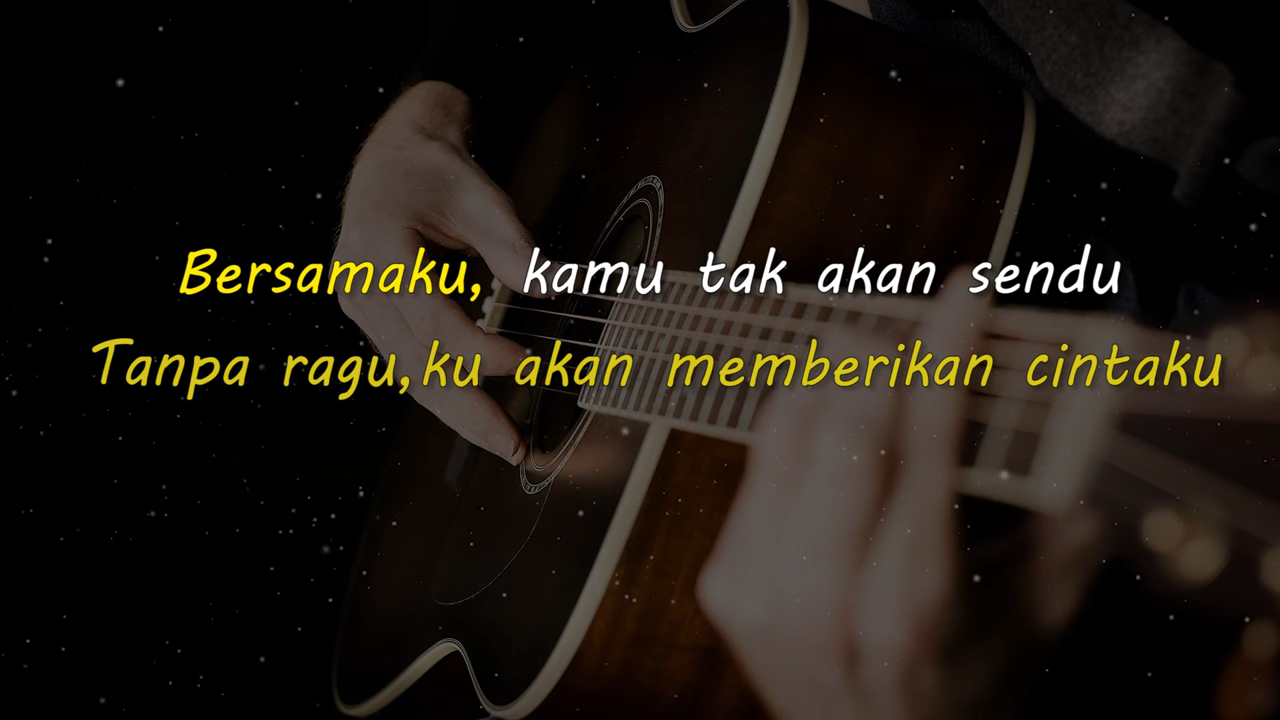 Bersamaku, kamu tak akan sendu
Tanpa ragu,ku akan memberikan cintaku